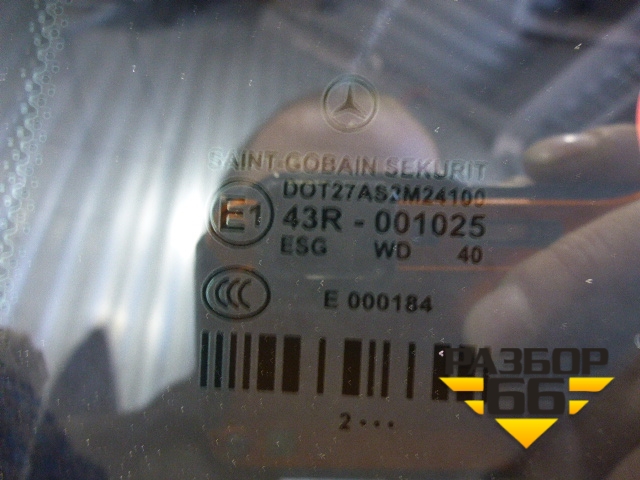 SAINT-GOBAIN SEKURIT
DOT27AS2M24100
E1 43R - 001025
ESG WD 40
CCC E 000184
2•••
РАЗБОР
66